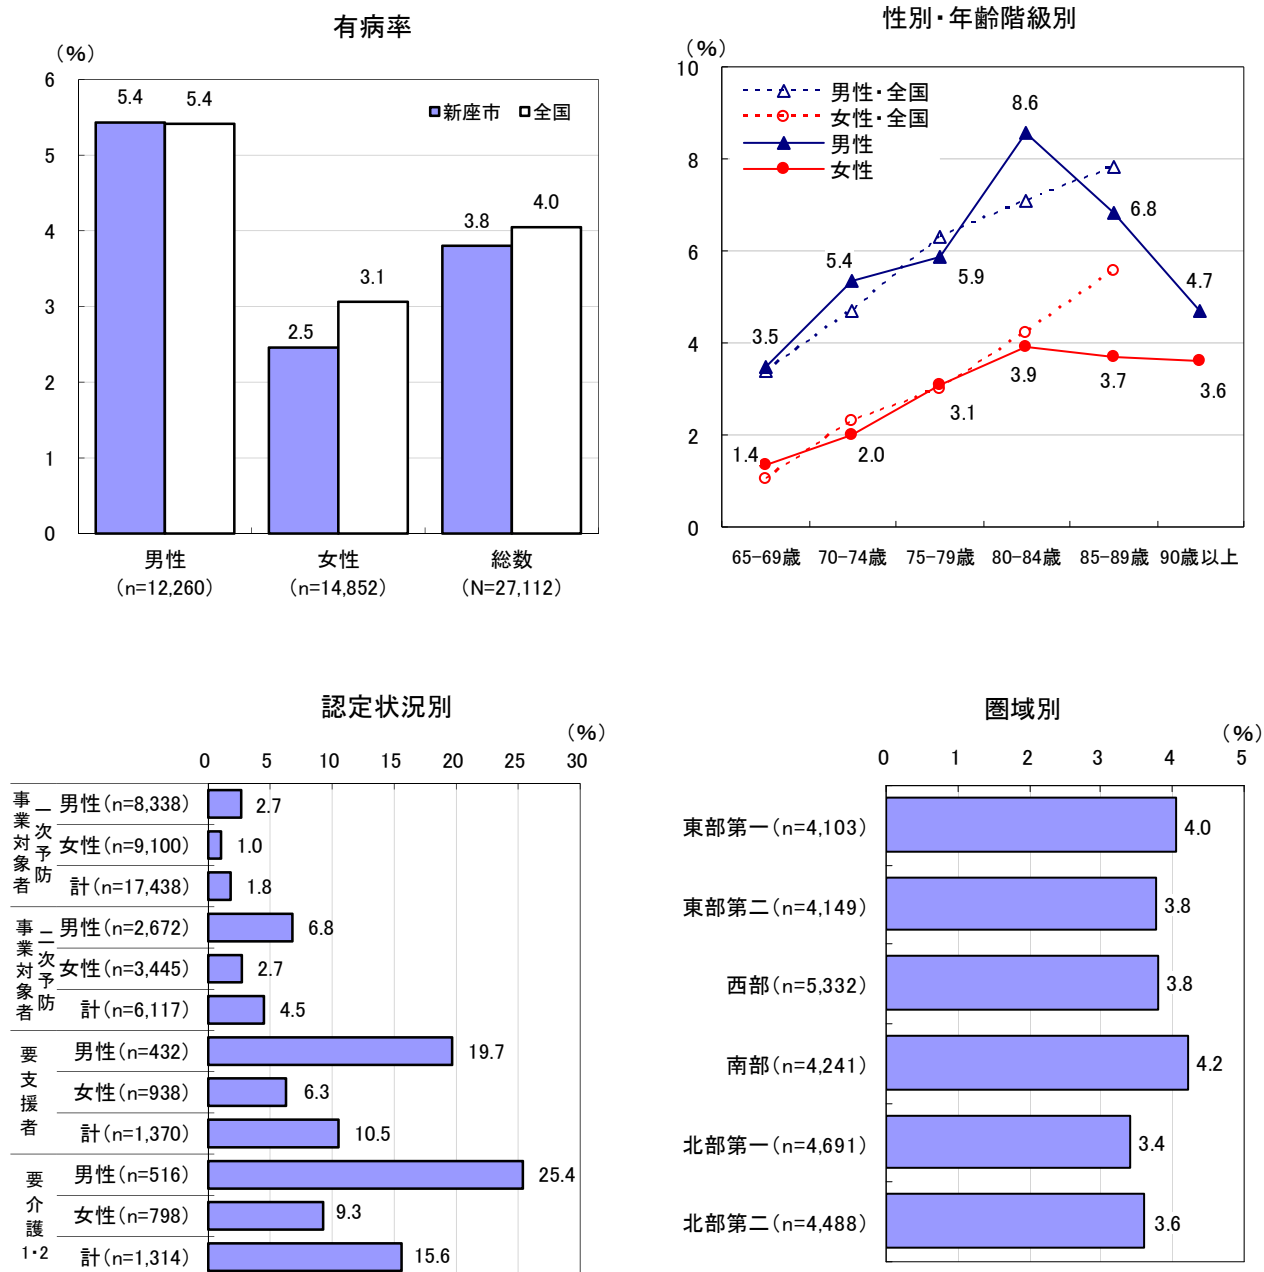 有病率
(%)
6
5
4
3
2
1
0
新座市 全国
5.4 5.4
2.5 3.1
3.8 4.0
男性 女性 総数
(n=12,260) (n=14,852) (N=27,112)
性別・年齢階級別
(%)
10
8
6
4
2
0
男性・全国
女性・全国
男性
女性
3.5 5.4 5.9 8.6 6.8 4.7
1.4 2.0 3.1 3.9 3.7 3.6
65-69歳 70-74歳 75-79歳 80-84歳 85-89歳 90歳以上
認定状況別
(%)
0 5 10 15 20 25 30
一次予防事業対象者
男性(n=8,338) 2.7
女性(n=9,100) 1.0
計(n=17,438) 1.8
二次予防事業対象者
男性(n=2,672) 6.8
女性(n=3,445) 2.7
計(n=6,117) 4.5
要支援者
男性(n=432) 19.7
女性(n=938) 6.3
計(n=1,370) 10.5
要介護1・2
男性(n=516) 25.4
女性(n=798) 9.3
計(n=1,314) 15.6
圏域別
(%)
0 1 2 3 4 5
東部第一(n=4,103) 4.0
東部第二(n=4,149) 3.8
西部(n=5,332) 3.8
南部(n=4,241) 4.2
北部第一(n=4,691) 3.4
北部第二(n=4,488) 3.6